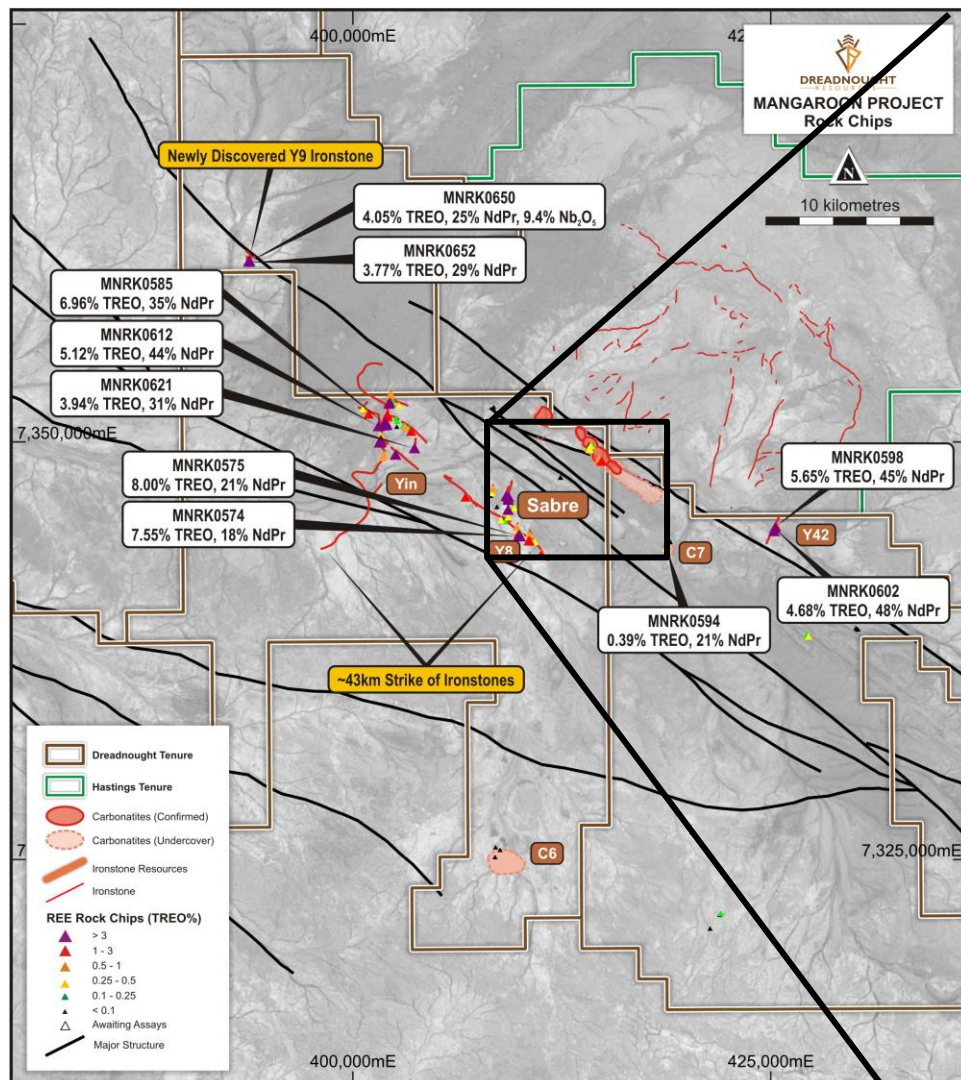 400,000mE
42
DREADNOUGHT
RESOURCES
MANGAROON PROJECT
Rock Chips
N
10 kilometres
Newly Discovered Y9 Ironstone
MNRK0650
4.05% TREO, 25% NdPr, 9.4% Nb₂O₅
MNRK0652
3.77% TREO, 29% NdPr
MNRK0585
6.96% TREO, 35% NdPr
MNRK0612
5.12% TREO, 44% NdPr
MNRK0621
3.94% TREO, 31% NdPr
7,350,000mE
MNRK0598
5.65% TREO, 45% NdPr
MNRK0575
8.00% TREO, 21% NdPr
Yin
Sabre
MNRK0574
7.55% TREO, 18% NdPr
Y42
Y8
C7
MNRK0602
4.68% TREO, 48% NdPr
MNRK0594
0.39% TREO, 21% NdPr
~43km Strike of Ironstones
C6
7,325,000mE
7
Dreadnought Tenure
Hastings Tenure
Carbonatites (Confirmed)
Carbonatites (Undercover)
Ironstone Resources
Ironstone
REE Rock Chips (TREO%)
> 3
1 - 3
0.5 - 1
0.25 - 0.5
0.1 - 0.25
< 0.1
Awaiting Assays
Major Structure
400,000mE
425,000mE